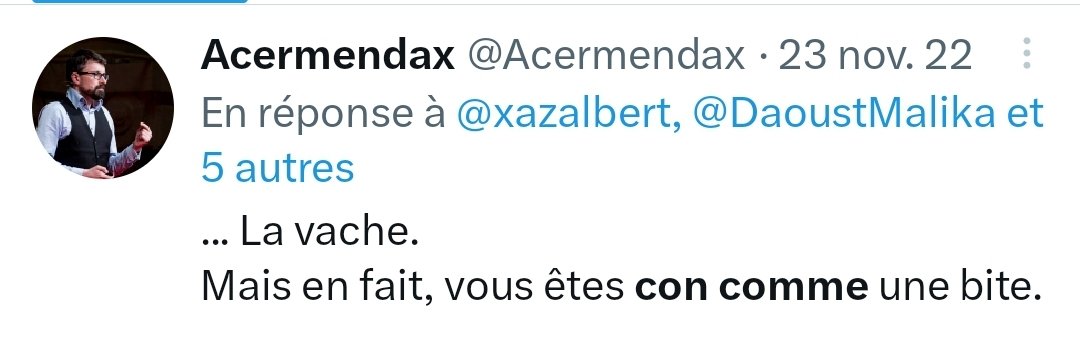 Acermendax @Acermendax · 23 nov. 22
En réponse à @xazalbert, @DaoustMalika et
5 autres
... La vache.
Mais en fait, vous êtes con comme une bite.